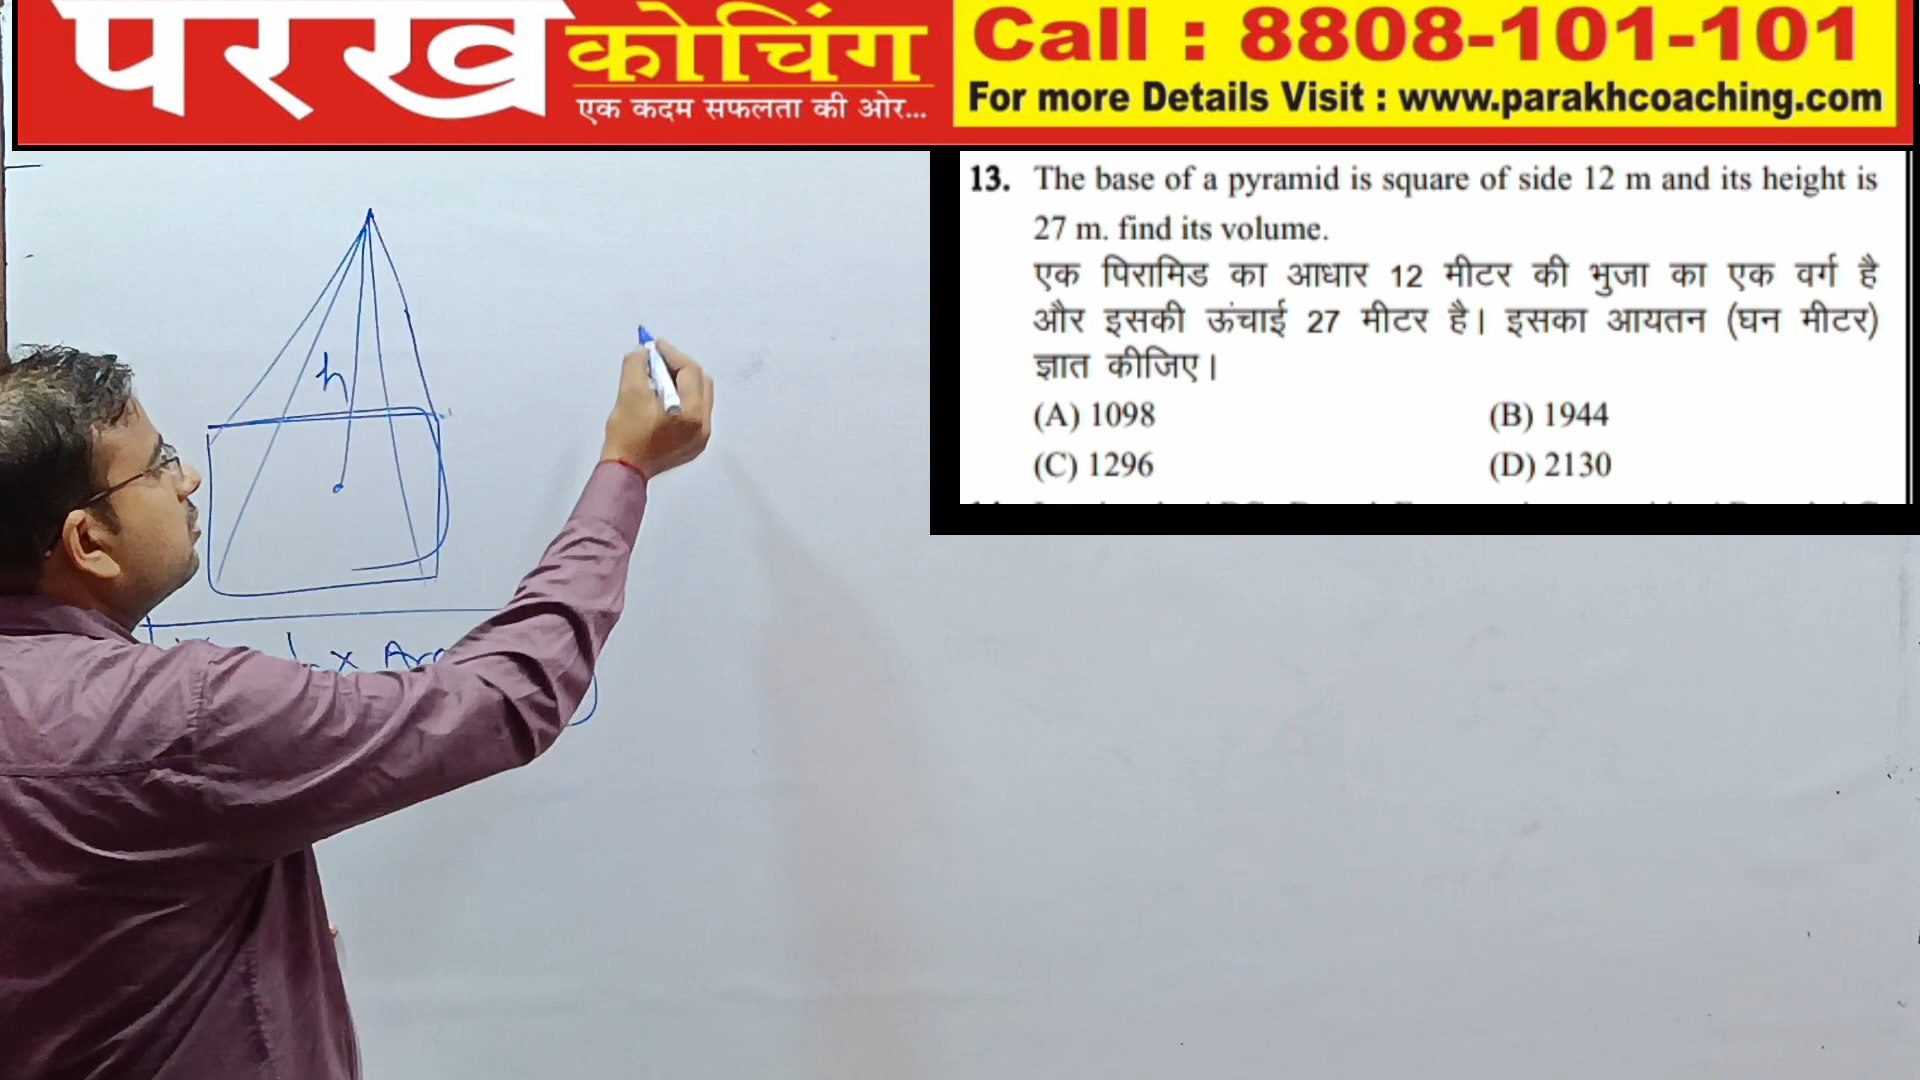 परख कोचिंग
एक कदम सफलता की ओर...
Call : 8808-101-101
For more Details Visit : www.parakhcoaching.com
13. The base of a pyramid is square of side 12 m and its height is
27 m. find its volume.
एक पिरामिड का आधार 12 मीटर की भुजा का एक वर्ग है
और इसकी ऊंचाई 27 मीटर है। इसका आयतन (घन मीटर)
ज्ञात कीजिए।
(A) 1098 (B) 1944
(C) 1296 (D) 2130
h
x Are